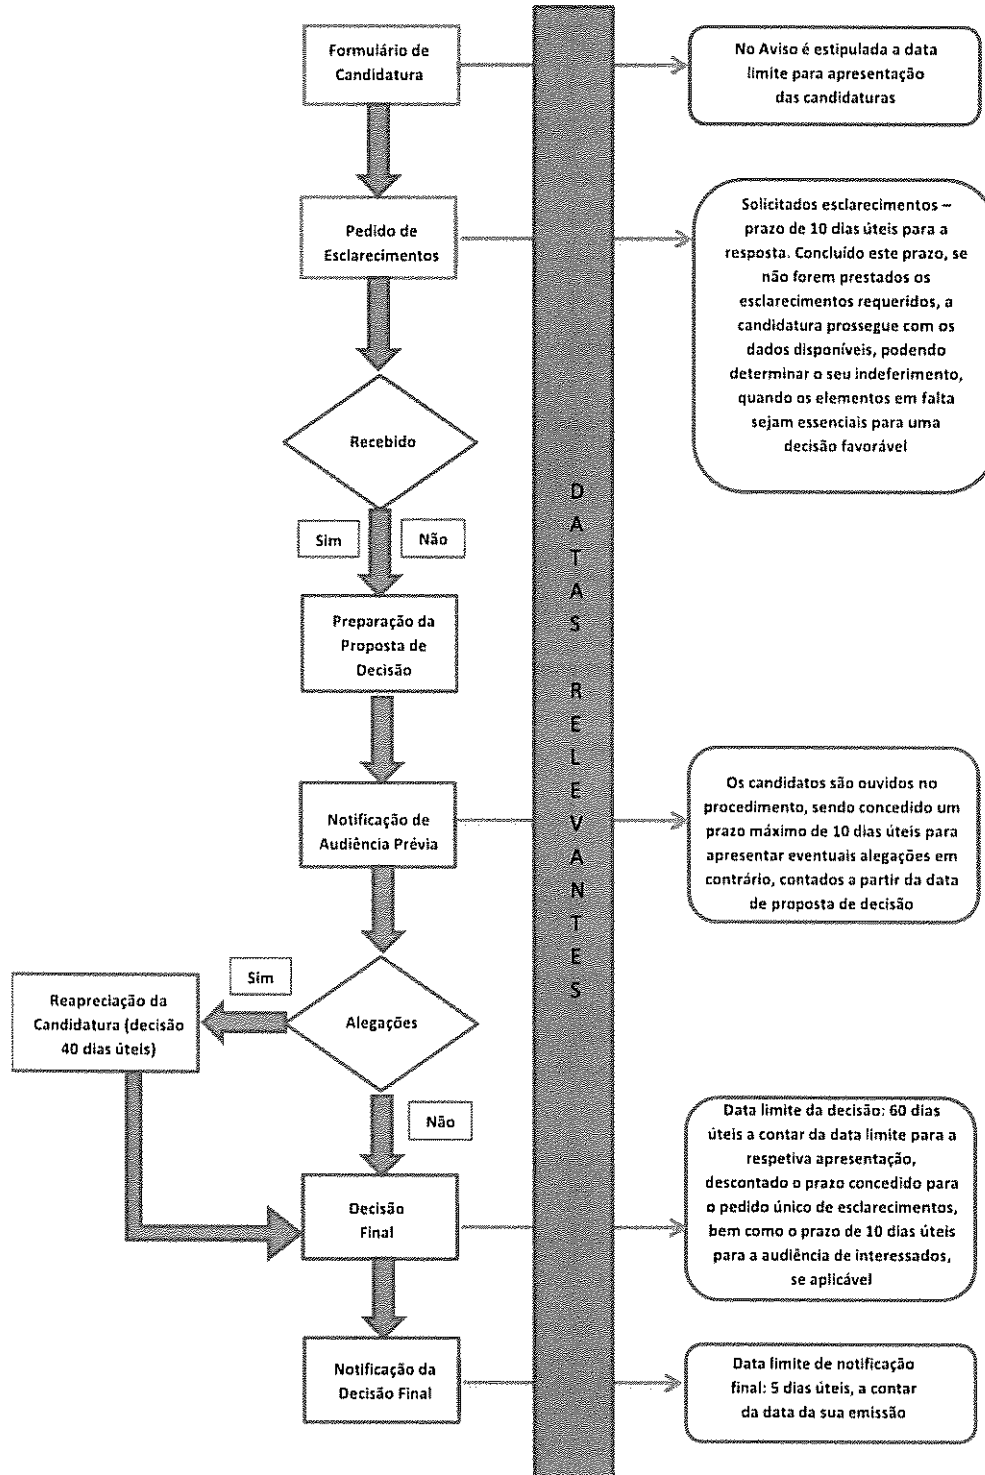 Formulário de
Candidatura
No Aviso é estipulada a data
limite para apresentação
das candidaturas
Pedido de
Esclarecimentos
Solicitados esclarecimentos –
prazo de 10 dias úteis para a
resposta. Concluído este prazo, se
não forem prestados os
esclarecimentos requeridos, a
candidatura prossegue com os
dados disponíveis, podendo
determinar o seu indeferimento,
quando os elementos em falta
sejam essenciais para uma
decisão favorável
Recebido
Sim
Não
Preparação da
Proposta de
Decisão
DATAS RELEVANTES
Notificação de
Audiência Prévia
Os candidatos são ouvidos no
procedimento, sendo concedido um
prazo máximo de 10 dias úteis para
apresentar eventuais alegações em
contrário, contados a partir da data
de proposta de decisão
Sim
Alegações
Reapreciação da
Candidatura (decisão
40 dias úteis)
Não
Decisão
Final
Data limite da decisão: 60 dias
úteis a contar da data limite para a
respetiva apresentação,
descontado o prazo concedido para
o pedido único de esclarecimentos,
bem como o prazo de 10 dias úteis
para a audiência de interessados,
se aplicável
Notificação da
Decisão Final
Data limite de notificação
final: 5 dias úteis, a contar
da data da sua emissão